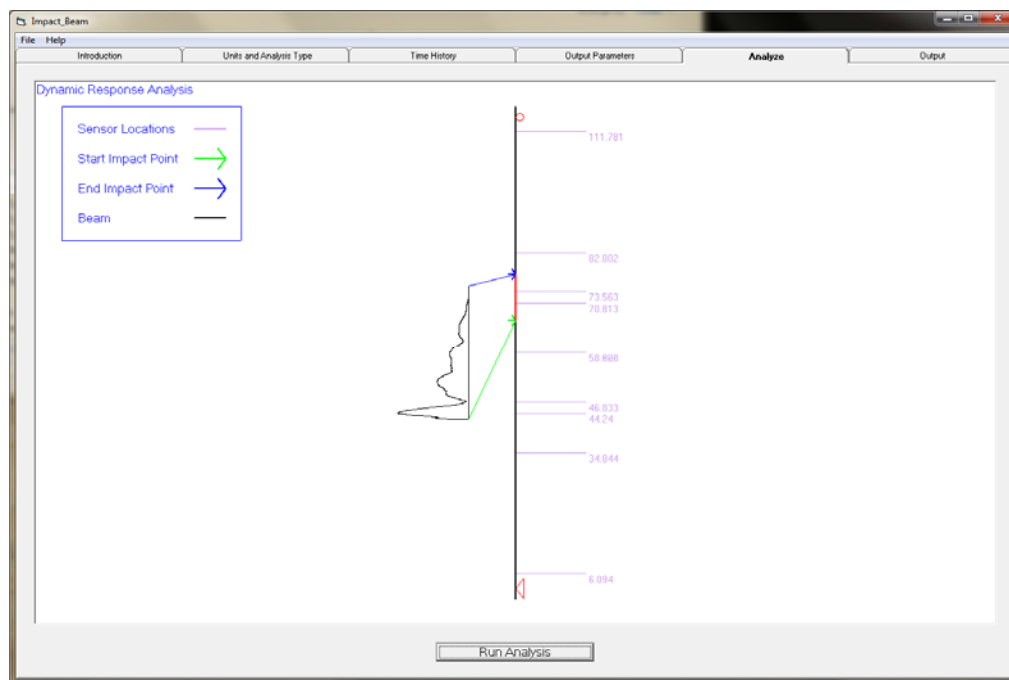 Impact_Beam
File Help
Introduction Units and Analysis Type Time History Output Parameters Analyze Output
Dynamic Response Analysis
Sensor Locations
Start Impact Point
End Impact Point
Beam
111.781
82.802
73.563
70.813
46.833
44.24
34.844
6.094
Run Analysis